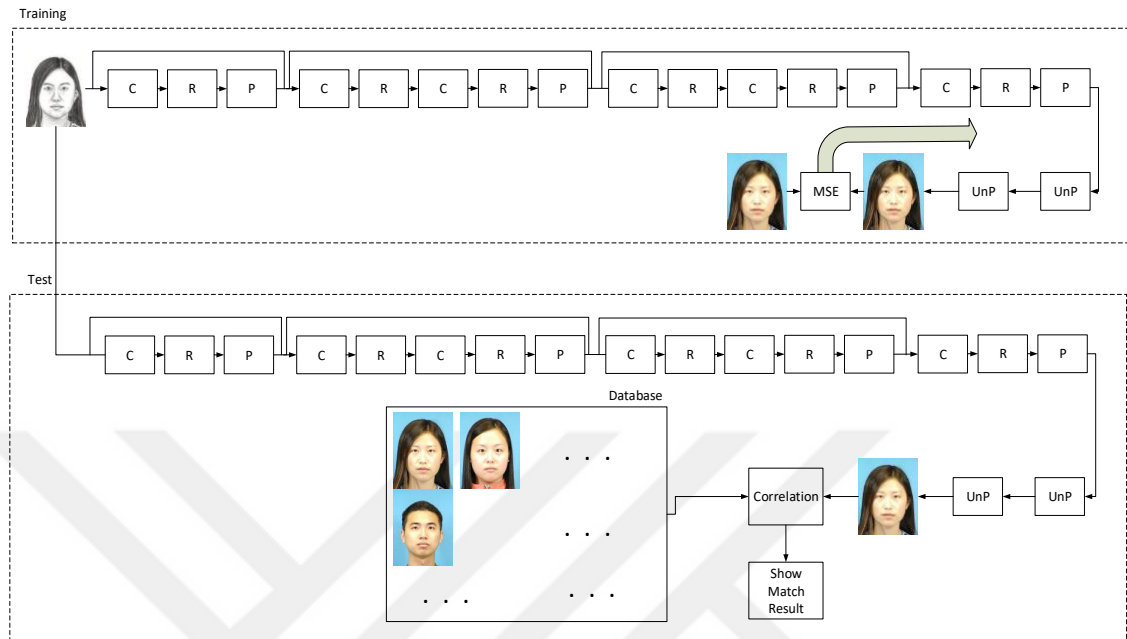 Training
C R P C R C R P C R C R P C R P
MSE UnP UnP
Test
C R P C R C R P C R C R P C R P
Database
. . .
Correlation UnP UnP
. . .
Show
Match
Result
. . . . . .